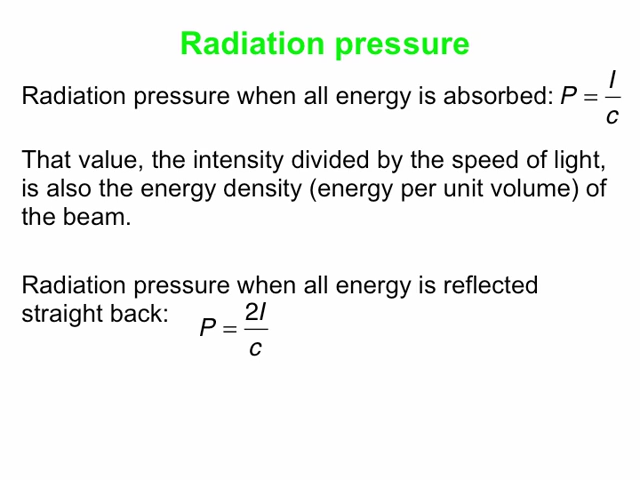 Radiation pressure
Radiation pressure when all energy is absorbed: P = I/c
That value, the intensity divided by the speed of light,
is also the energy density (energy per unit volume) of
the beam.
Radiation pressure when all energy is reflected
straight back: P = 2I/c